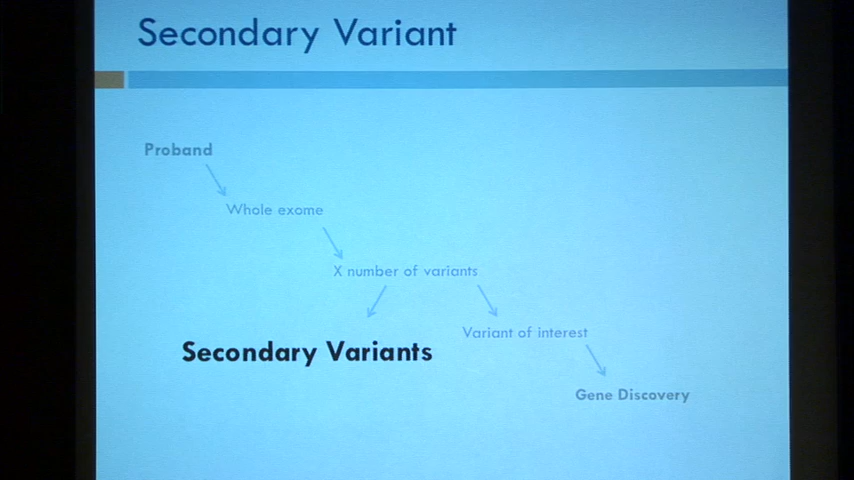 Secondary Variant
Proband
Whole exome
X number of variants
Variant of interest
Secondary Variants
Gene Discovery